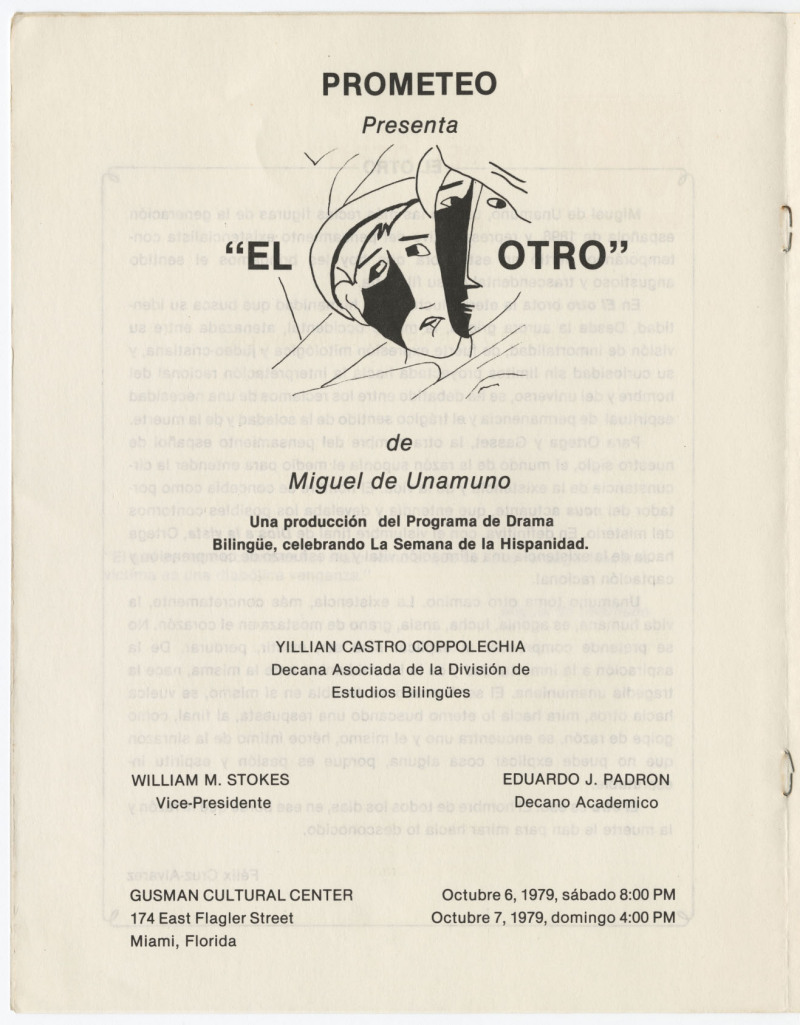 PROMETEO
Presenta
“EL OTRO”
de
Miguel de Unamuno
Una producción del Programa de Drama
Bilingüe, celebrando La Semana de la Hispanidad.
YILLIAN CASTRO COPPOLECHIA
Decana Asociada de la División de
Estudios Bilingües
WILLIAM M. STOKES
Vice-Presidente
EDUARDO J. PADRON
Decano Academico
GUSMAN CULTURAL CENTER
174 East Flagler Street
Miami, Florida
Octubre 6, 1979, sábado 8:00 PM
Octubre 7, 1979, domingo 4:00 PM